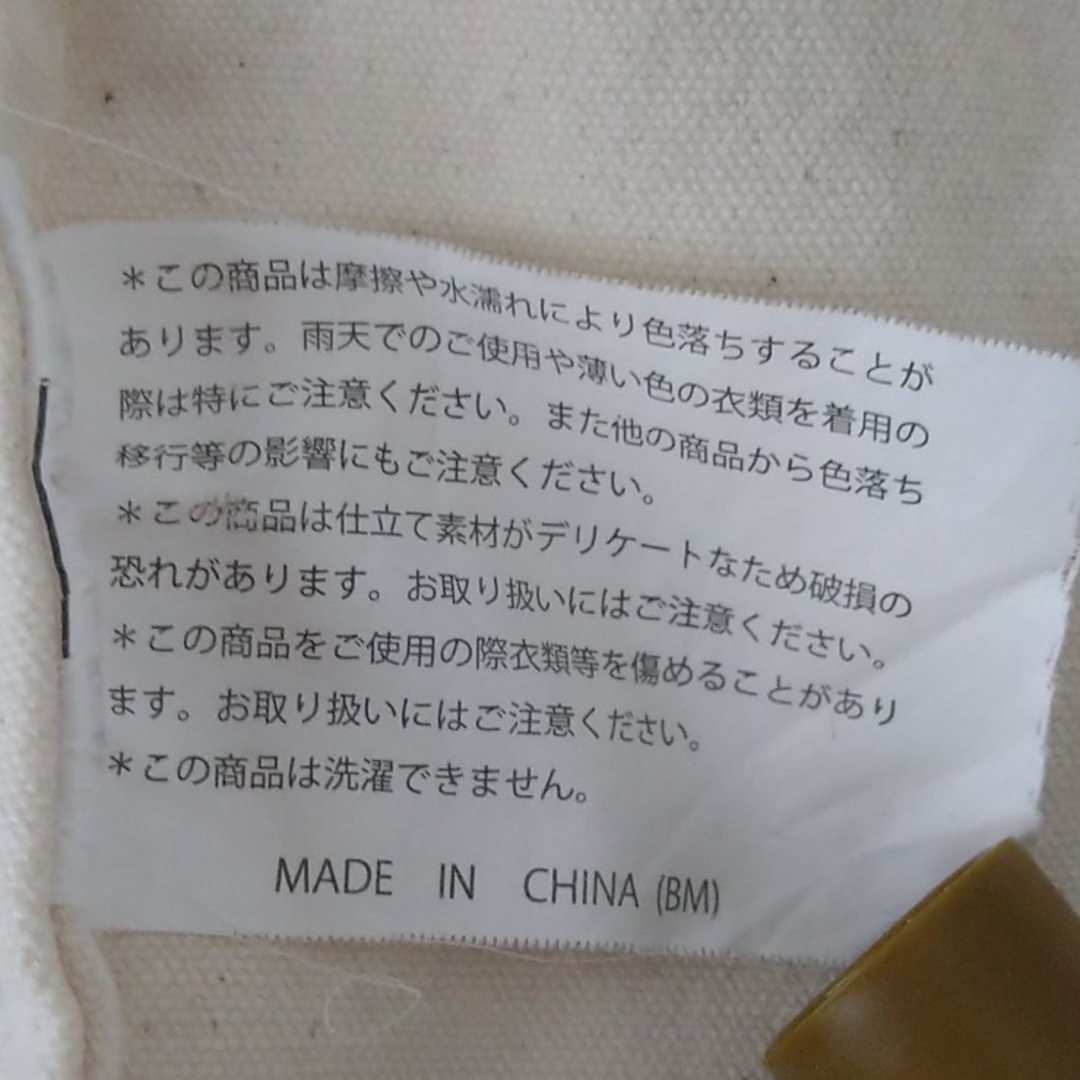 ＊この商品は摩擦や水濡れにより色落ちすることが
あります。雨天でのご使用や薄い色の衣類を着用の
際は特にご注意ください。また他の商品から色落ち
移行等の影響にもご注意ください。
＊この商品は仕立て素材がデリケートなため破損の
恐れがあります。お取り扱いにはご注意ください。
＊この商品をご使用の際衣類等を傷めることがあり
ます。お取り扱いにはご注意ください。
＊この商品は洗濯できません。
MADE IN CHINA (BM)